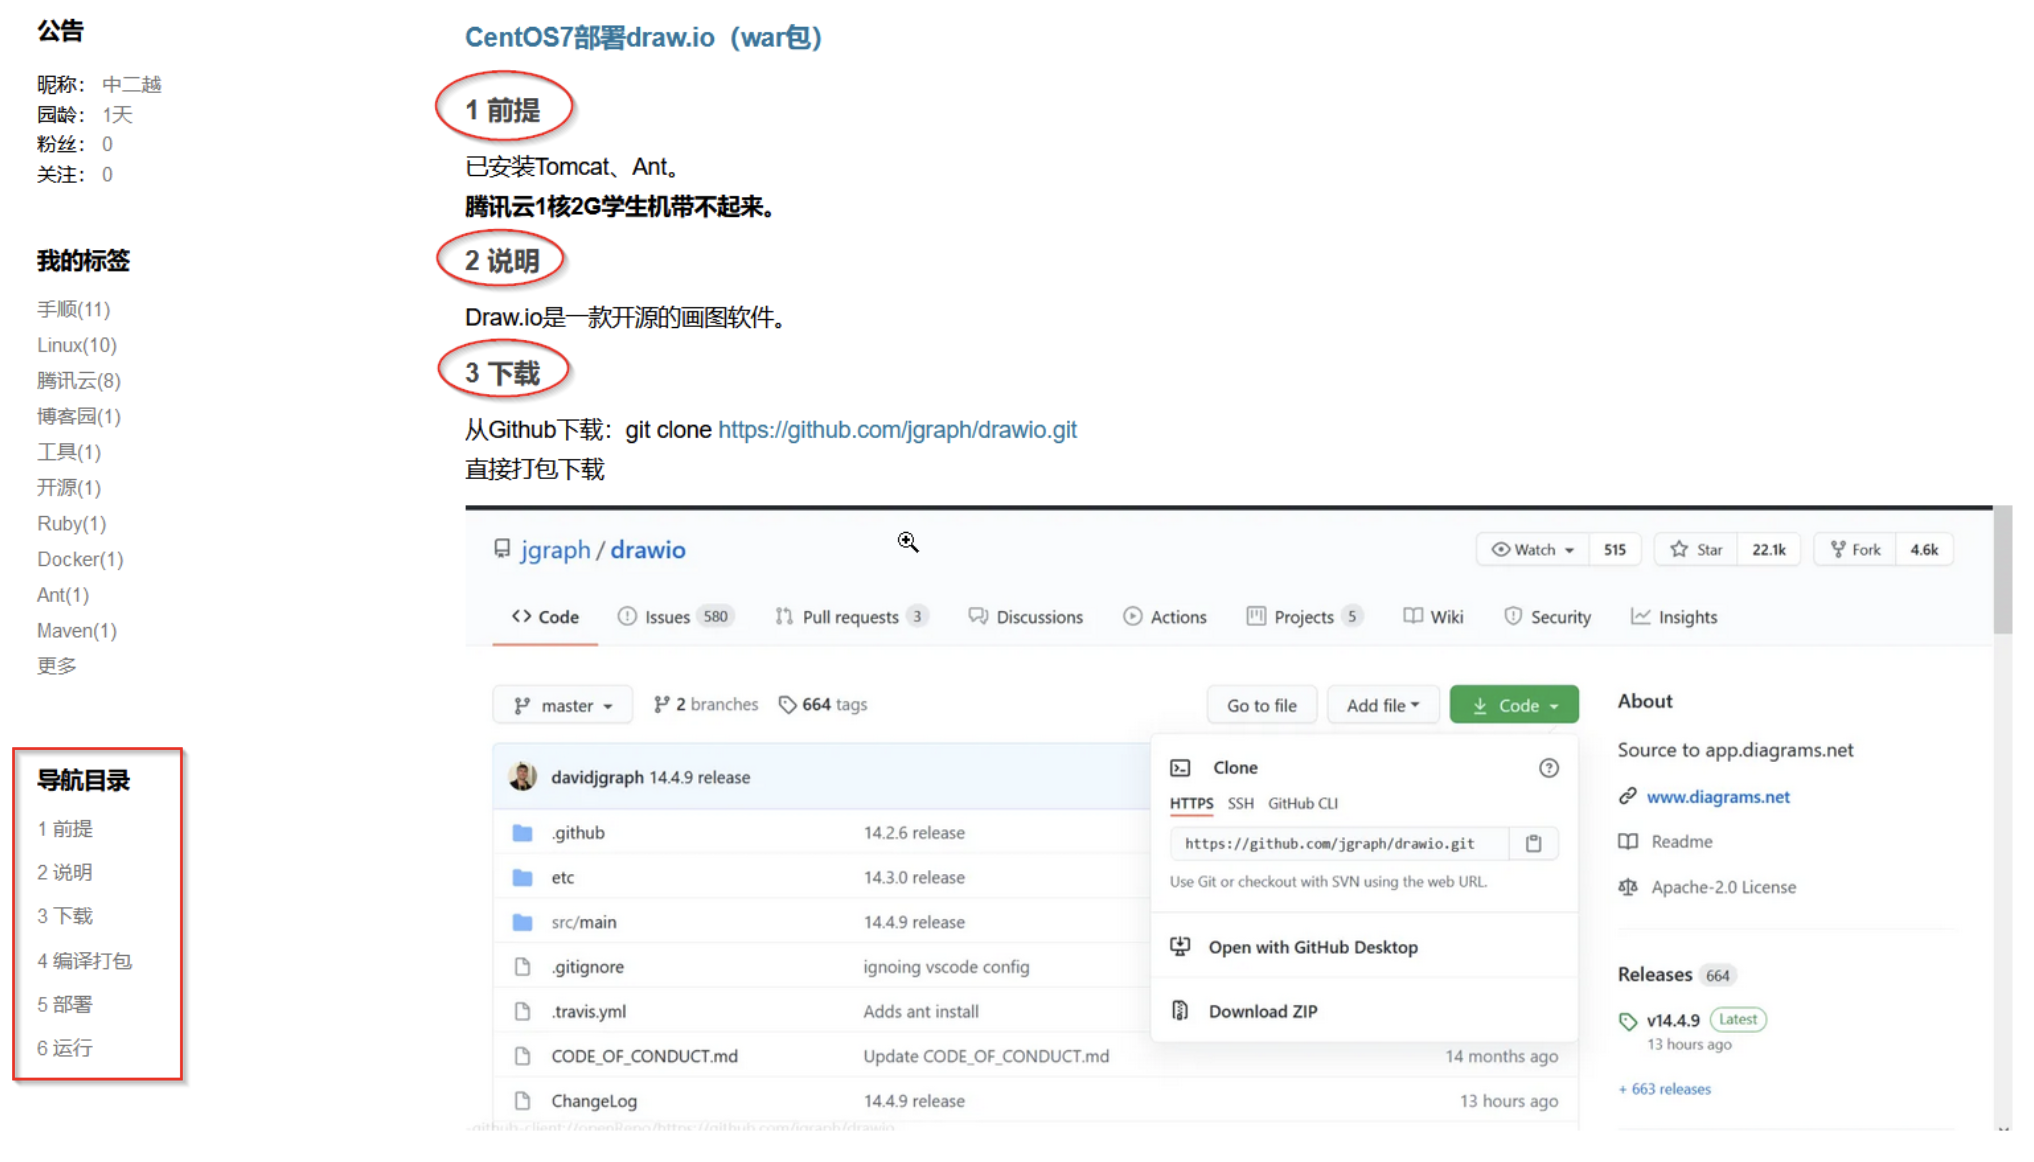 公告
昵称： 中二越
园龄： 1天
粉丝： 0
关注： 0
我的标签
手顺(11)
Linux(10)
腾讯云(8)
博客园(1)
工具(1)
开源(1)
Ruby(1)
Docker(1)
Ant(1)
Maven(1)
更多
导航目录
1 前提
2 说明
3 下载
4 编译打包
5 部署
6 运行
CentOS7部署draw.io（war包）
1 前提
已安装Tomcat、Ant。
腾讯云1核2G学生机带不起来。
2 说明
Draw.io是一款开源的画图软件。
3 下载
从Github下载：git clone https://github.com/jgraph/drawio.git
直接打包下载
jgraph / drawio
Watch 515 Star 22.1k Fork 4.6k
Code Issues 580 Pull requests 3 Discussions Actions Projects 5 Wiki Security Insights
master 2 branches 664 tags Go to file Add file Code
davidjgraph 14.4.9 release
.github 14.2.6 release
etc 14.3.0 release
src/main 14.4.9 release
.gitignore ignoing vscode config
.travis.yml Adds ant install
CODE_OF_CONDUCT.md Update CODE_OF_CONDUCT.md 14 months ago
ChangeLog 14.4.9 release 13 hours ago
Clone
HTTPS SSH GitHub CLI
https://github.com/jgraph/drawio.git
Use Git or checkout with SVN using the web URL.
Open with GitHub Desktop
Download ZIP
About
Source to app.diagrams.net
www.diagrams.net
Readme
Apache-2.0 License
Releases 664
v14.4.9 Latest
13 hours ago
+ 663 releases